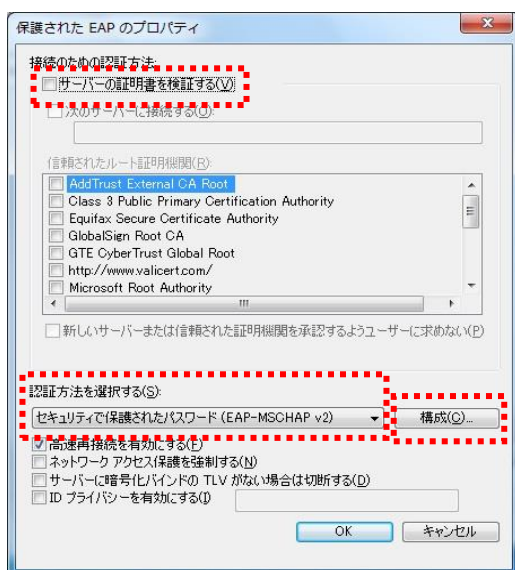 保護された EAP のプロパティ
接続のための認証方法:
サーバーの証明書を検証する(V)
次のサーバーに接続する(O):
信頼されたルート証明機関(R):
AddTrust External CA Root
Class 3 Public Primary Certification Authority
Equifax Secure Certificate Authority
GlobalSign Root CA
GTE CyberTrust Global Root
http://www.valicert.com/
Microsoft Root Authority
新しいサーバーまたは信頼された証明機関を承認するようユーザーに求めない(P)
認証方法を選択する(S):
セキュリティで保護されたパスワード (EAP-MSCHAP v2) 構成(C)...
高速再接続を有効にする(F)
ネットワーク アクセス保護を強制する(N)
サーバーに暗号化バインドの TLV がない場合は切断する(D)
ID プライバシーを有効にする(I)
OK キャンセル